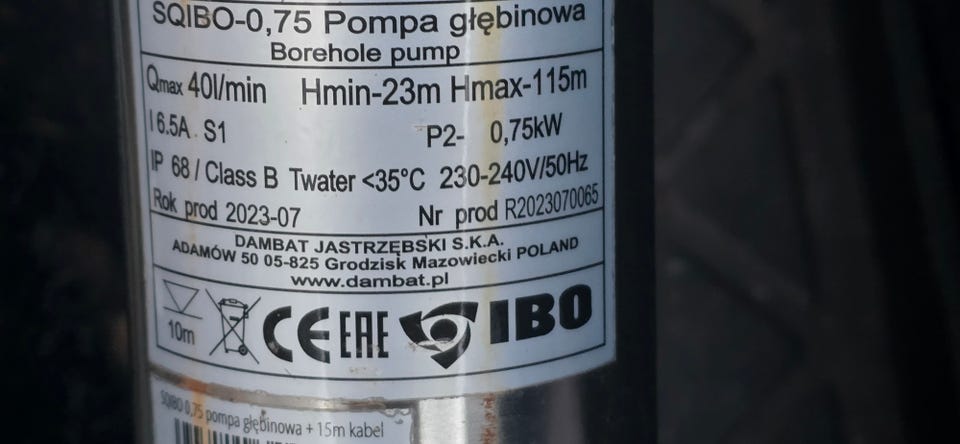 SQIBO-0,75 Pompa głębinowa
Borehole pump
Qmax 40l/min Hmin-23m Hmax-115m
I 6.5A S1 P2- 0,75kW
IP 68 / Class B Twater <35°C 230-240V/50Hz
Rok prod 2023-07 Nr prod R2023070065
DAMBAT JASTRZĘBSKI S.K.A.
ADAMÓW 50 05-825 Grodzisk Mazowiecki POLAND
www.dambat.pl
10m CE EAC IBO
SQIBO 0,75 pompa głębinowa + 15m kabel